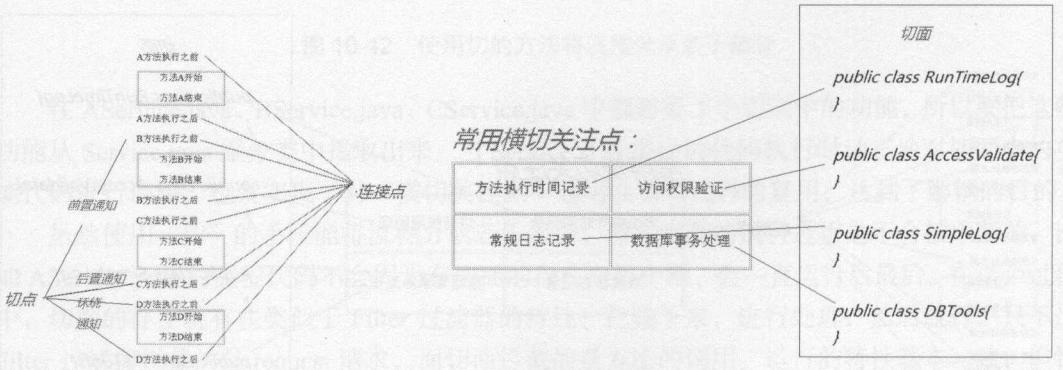 A方法执行之前
方法A开始
方法A结束
A方法执行之后
B方法执行之前
方法B开始
方法B结束
B方法执行之后
C方法执行之前
方法C开始
方法C结束
C方法执行之后
D方法执行之前
方法D开始
方法D结束
D方法执行之后
前置通知
后置通知
环绕
通知
切点
连接点
常用横切关注点：
方法执行时间记录
访问权限验证
常规日志记录
数据库事务处理
切面
public class RunTimeLog{
}
public class AccessValidate{
}
public class SimpleLog{
}
public class DBTools{
}